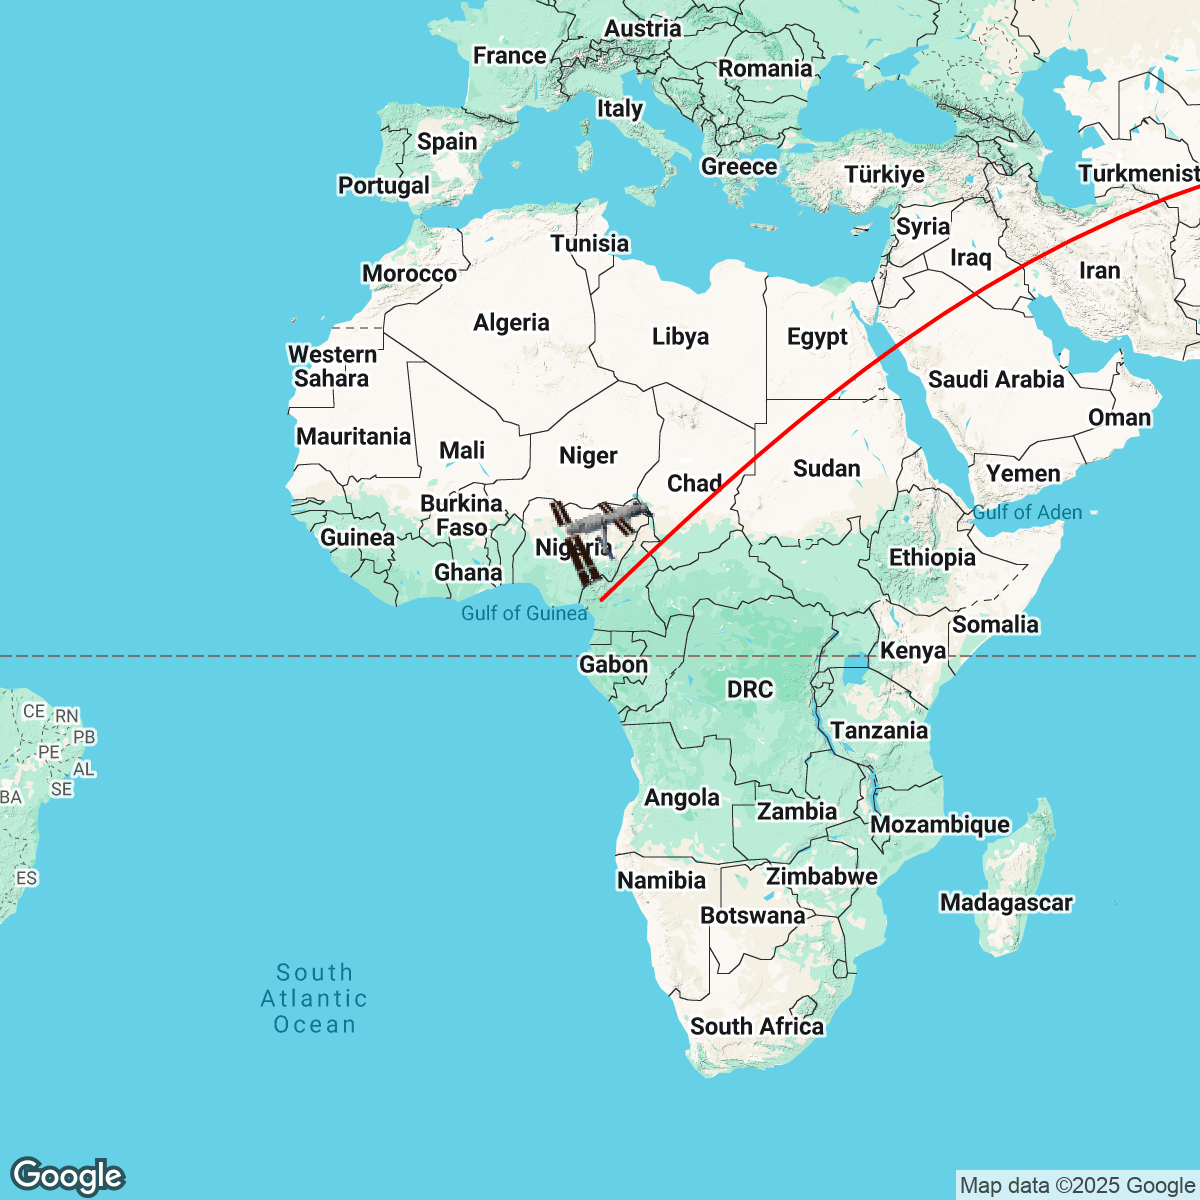 Austria
France
Romania
Italy
Spain
Greece
Türkiye
Turkmenist
Portugal
Syria
Tunisia
Iraq
Iran
Morocco
Algeria
Libya
Egypt
Western
Sahara
Saudi Arabia
Oman
Mauritania
Mali
Niger
Chad
Sudan
Yemen
Burkina
Faso
Gulf of Aden
Guinea
Nigeria
Ethiopia
Ghana
Gulf of Guinea
Somalia
Kenya
Gabon
DRC
CE
RN
PB
PE
AL
SE
BA
Tanzania
Angola
Zambia
Mozambique
ES
Namibia
Zimbabwe
Botswana
Madagascar
South
Atlantic
Ocean
South Africa
Google
Map data ©2025 Google